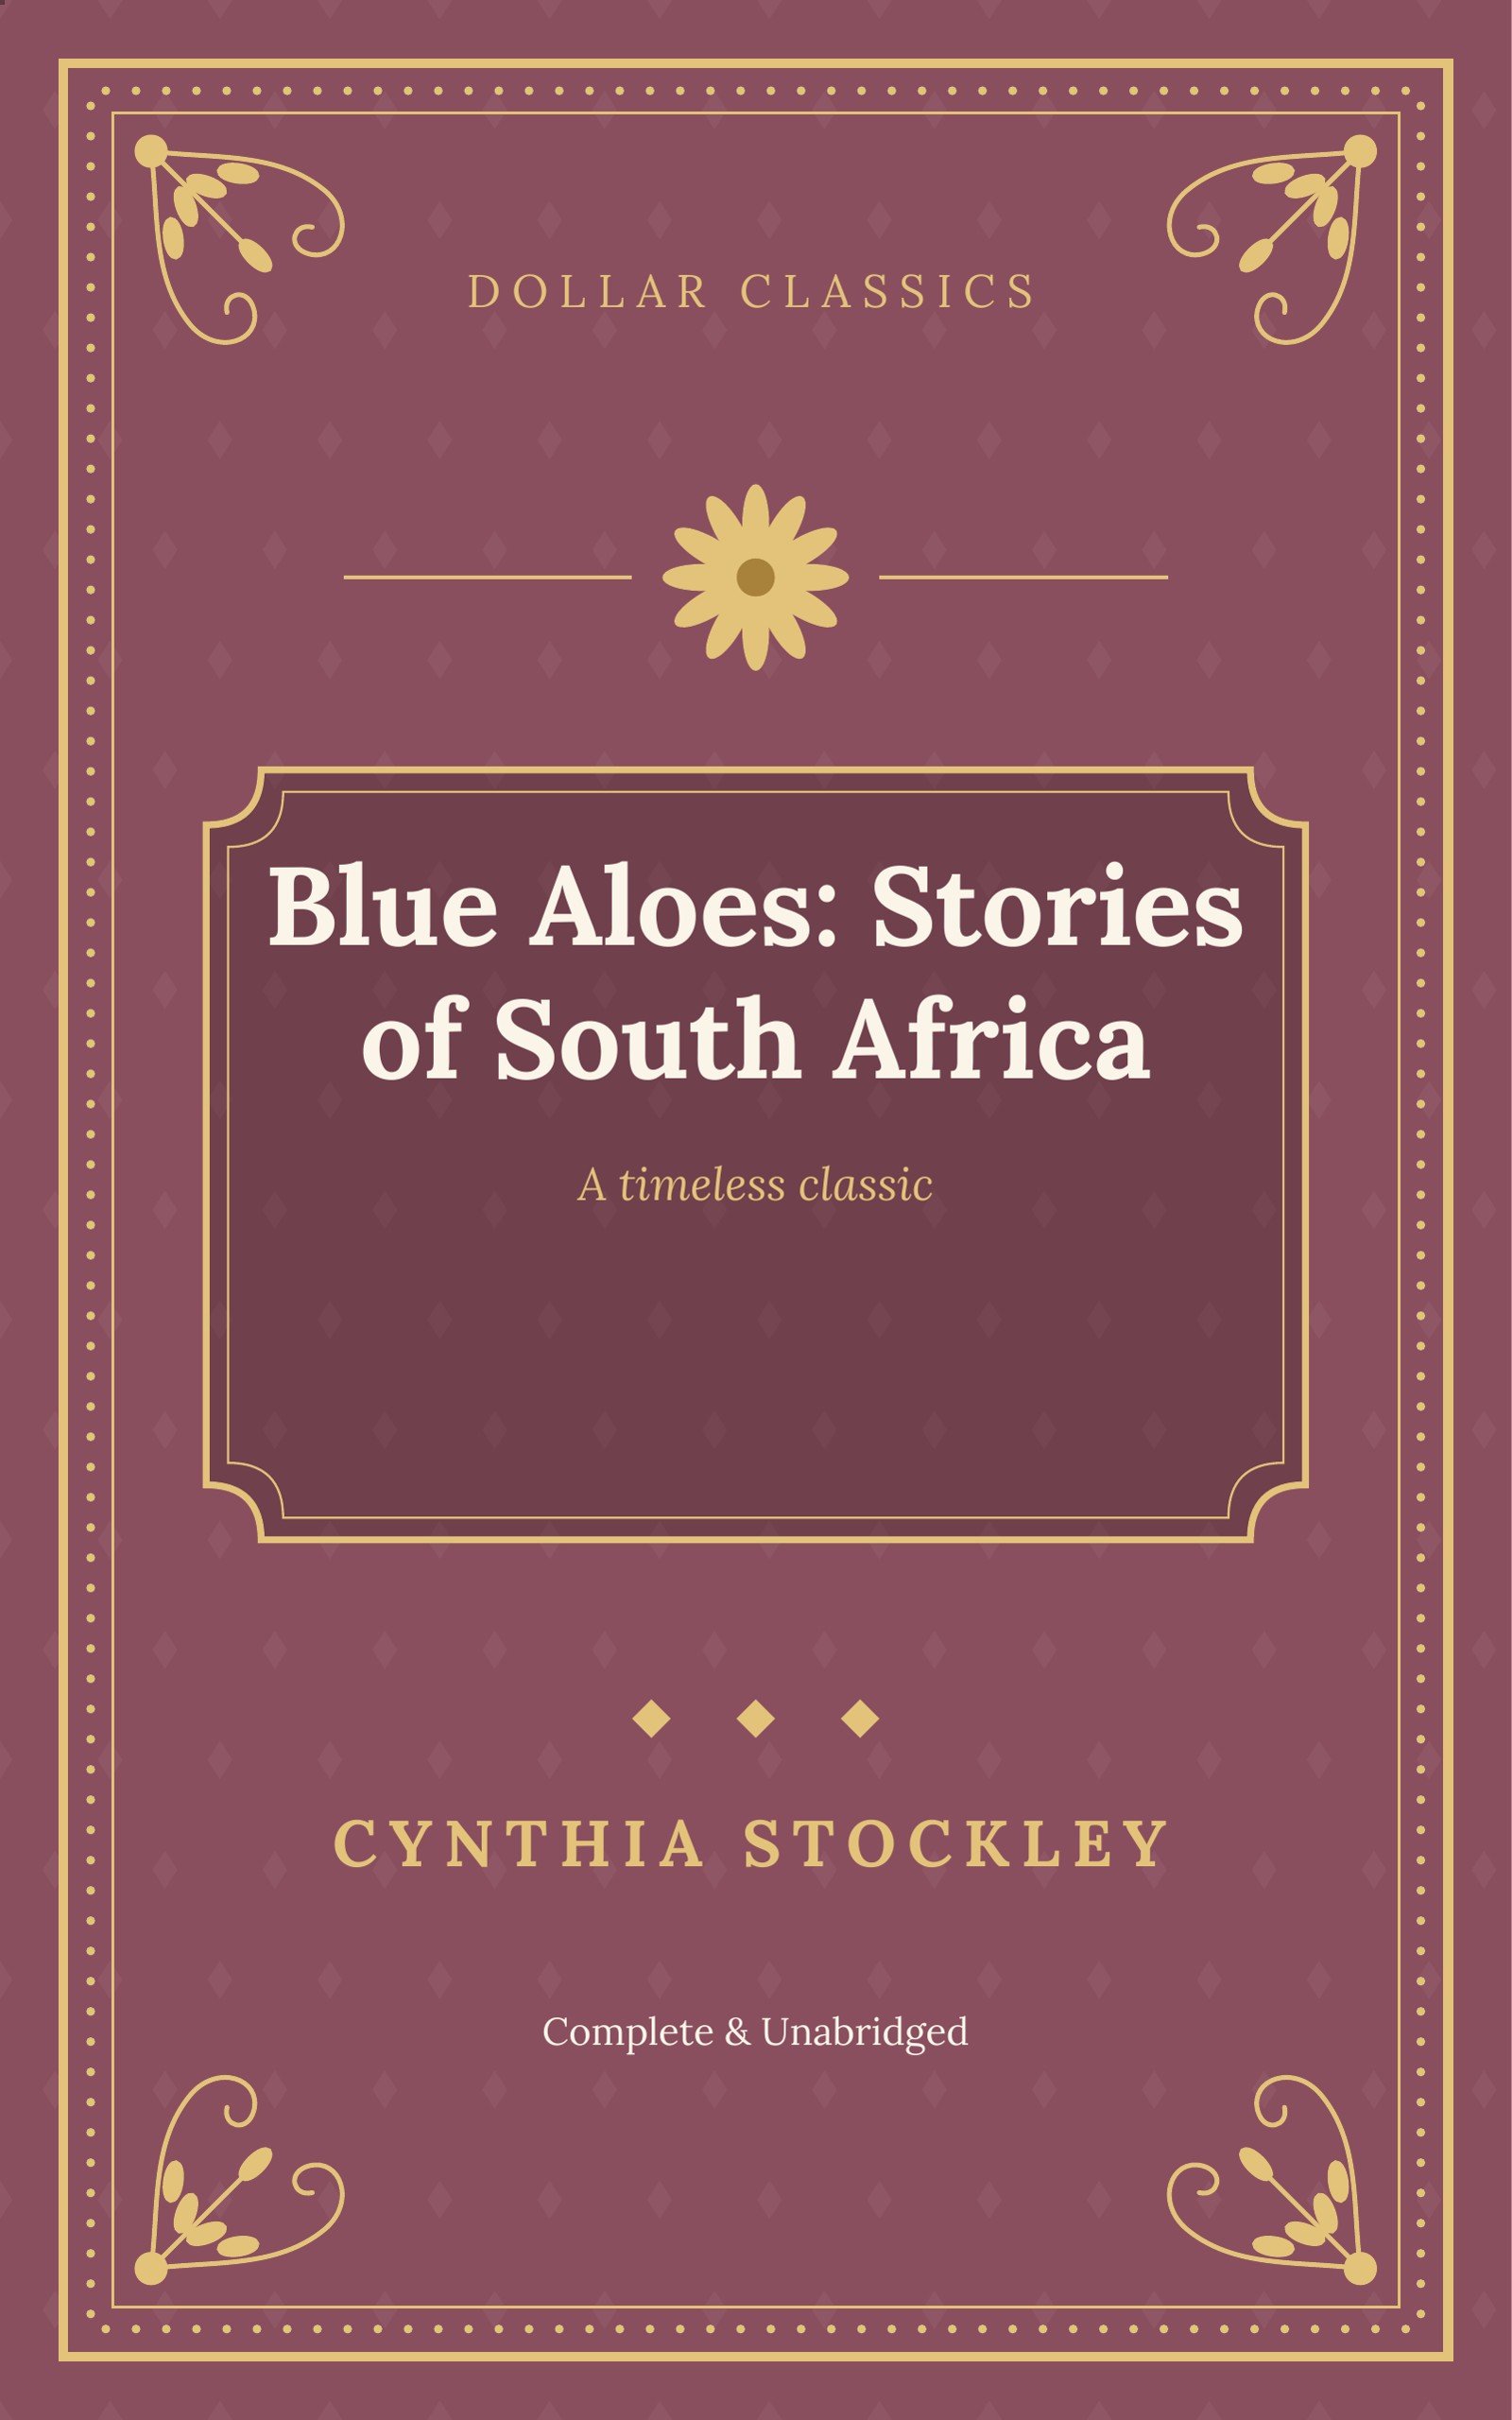 DOLLAR CLASSICS
Blue Aloes: Stories
of South Africa
A timeless classic
CYNTHIA STOCKLEY
Complete & Unabridged